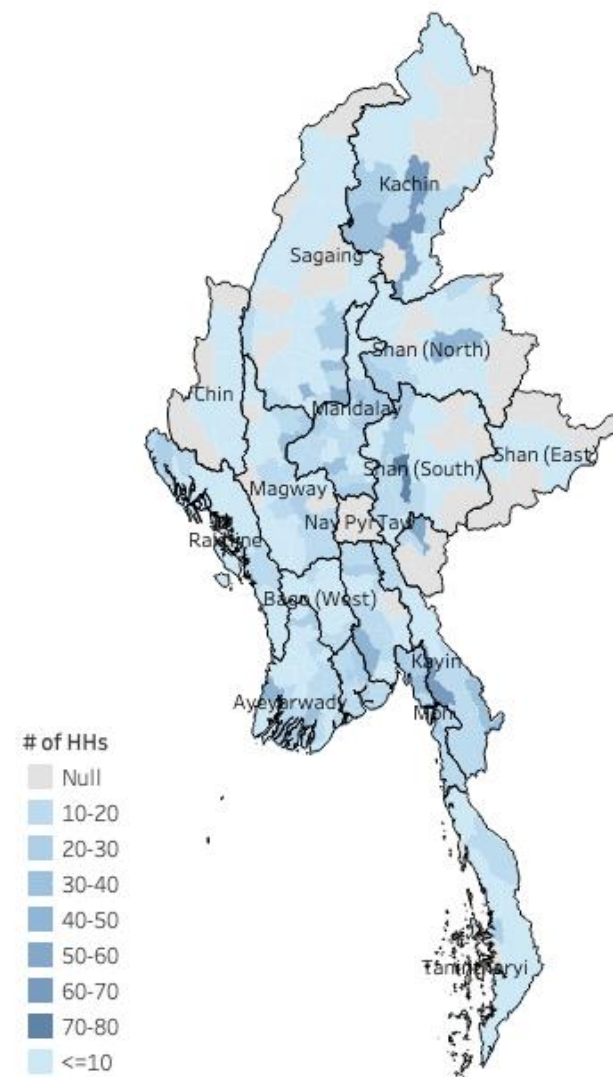 Kachin
Sagaing
Shan (North)
Chin
Mandalay
Shan (South)
Shan (East)
Magway
Nay Pyi Taw
Rakhine
Bago (West)
Kayin
Ayeyarwady
Mon
# of HHs
Null
10-20
20-30
30-40
40-50
50-60
60-70
70-80
<=10
Tanintharyi